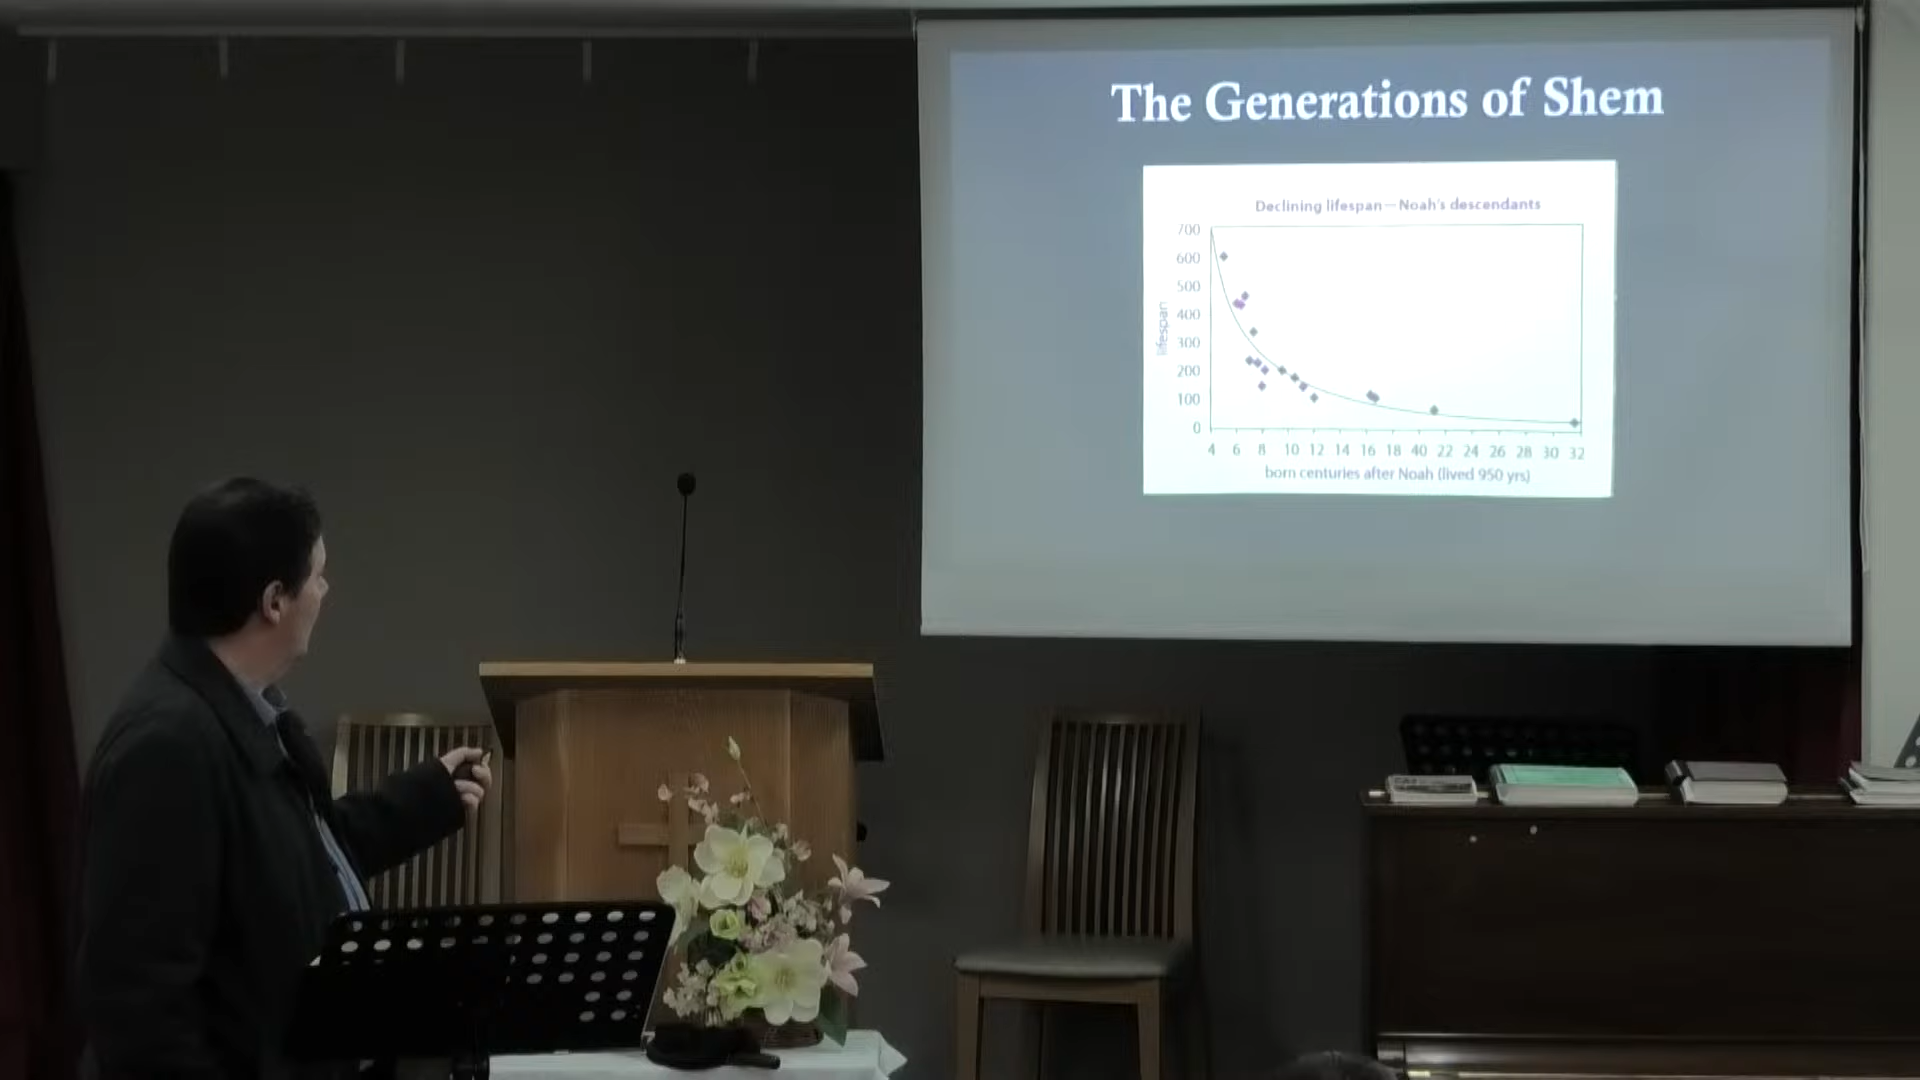 The Generations of Shem
Declining lifespan—Noah's descendants
700
600
500
400
300
200
100
0
lifespan
4 6 8 10 12 14 16 18 40 22 24 26 28 30 32
born centuries after Noah (lived 950 yrs)